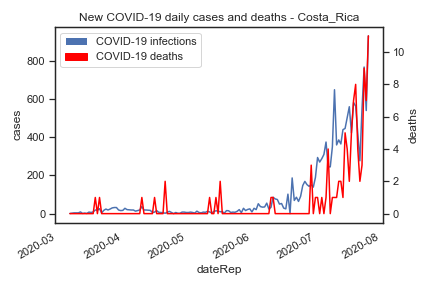 New COVID-19 daily cases and deaths - Costa_Rica
COVID-19 infections
COVID-19 deaths
800
600
400
200
0
cases
10
8
6
4
2
0
deaths
2020-03
2020-04
2020-05
2020-06
2020-07
2020-08
dateRep